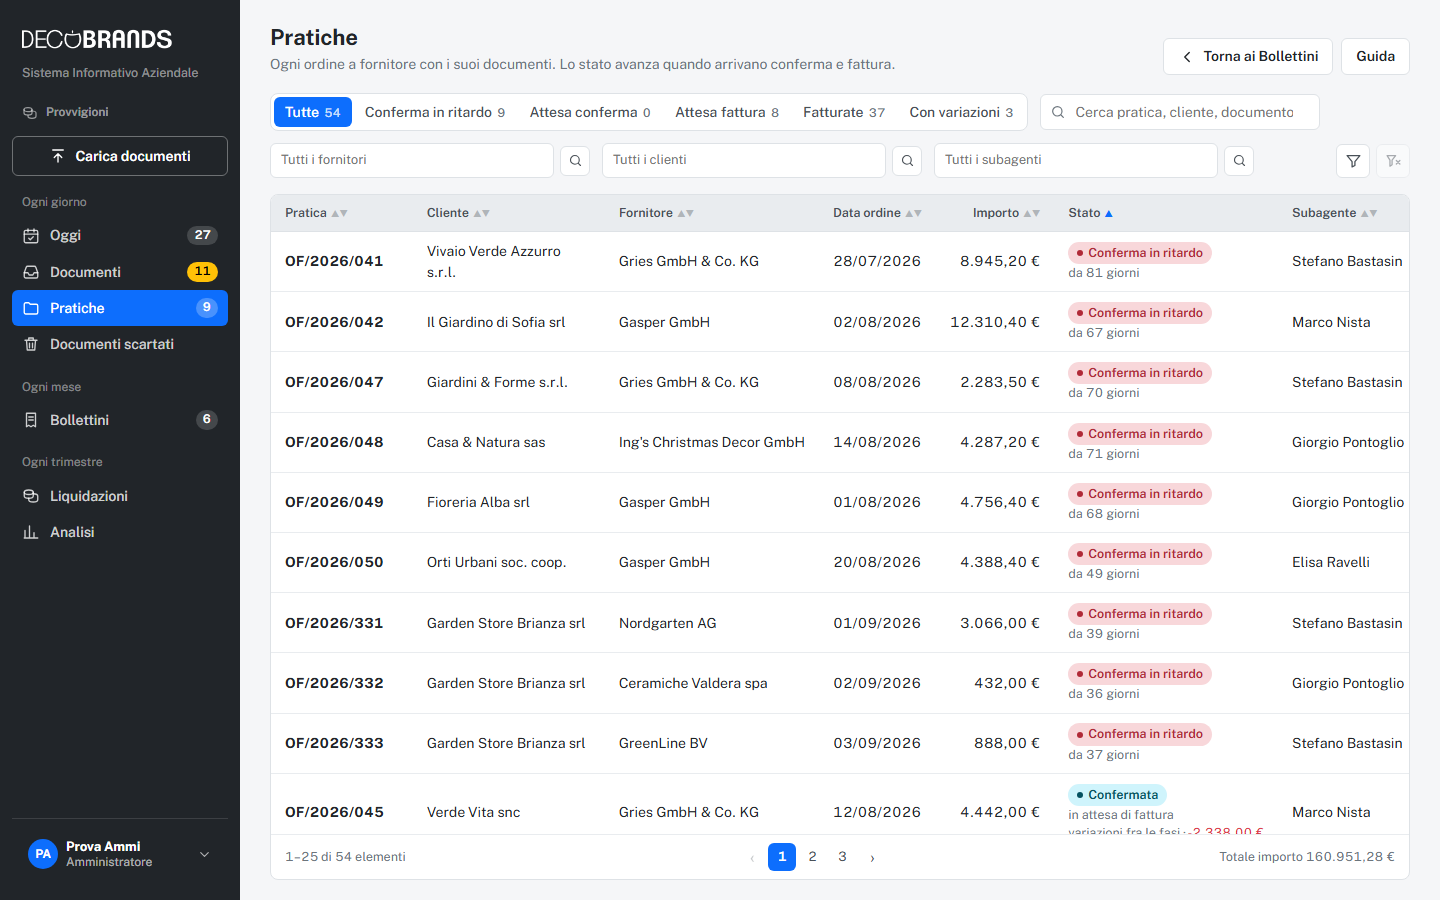 DECOBRANDS
Sistema Informativo Aziendale
Provvigioni
Carica documenti
Ogni giorno
Oggi 27
Documenti 11
Pratiche 9
Documenti scartati
Ogni mese
Bollettini 6
Ogni trimestre
Liquidazioni
Analisi
PA
Prova Ammi
Amministratore
Pratiche
Ogni ordine a fornitore con i suoi documenti. Lo stato avanza quando arrivano conferma e fattura.
Torna ai Bollettini
Guida
Tutte 54 Conferma in ritardo 9 Attesa conferma 0 Attesa fattura 8 Fatturate 37 Con variazioni 3
Cerca pratica, cliente, documento
Tutti i fornitori
Tutti i clienti
Tutti i subagenti
Pratica Cliente Fornitore Data ordine Importo Stato Subagente
OF/2026/041 Vivaio Verde Azzurro s.r.l. Gries GmbH & Co. KG 28/07/2026 8.945,20 € Conferma in ritardo da 81 giorni Stefano Bastasin
OF/2026/042 Il Giardino di Sofia srl Gasper GmbH 02/08/2026 12.310,40 € Conferma in ritardo da 67 giorni Marco Nista
OF/2026/047 Giardini & Forme s.r.l. Gries GmbH & Co. KG 08/08/2026 2.283,50 € Conferma in ritardo da 70 giorni Stefano Bastasin
OF/2026/048 Casa & Natura sas Ing's Christmas Decor GmbH 14/08/2026 4.287,20 € Conferma in ritardo da 71 giorni Giorgio Pontoglio
OF/2026/049 Fioreria Alba srl Gasper GmbH 01/08/2026 4.756,40 € Conferma in ritardo da 68 giorni Giorgio Pontoglio
OF/2026/050 Orti Urbani soc. coop. Gasper GmbH 20/08/2026 4.388,40 € Conferma in ritardo da 49 giorni Elisa Ravelli
OF/2026/331 Garden Store Brianza srl Nordgarten AG 01/09/2026 3.066,00 € Conferma in ritardo da 39 giorni Stefano Bastasin
OF/2026/332 Garden Store Brianza srl Ceramiche Valdera spa 02/09/2026 432,00 € Conferma in ritardo da 36 giorni Giorgio Pontoglio
OF/2026/333 Garden Store Brianza srl GreenLine BV 03/09/2026 888,00 € Conferma in ritardo da 37 giorni Stefano Bastasin
OF/2026/045 Verde Vita snc Gries GmbH & Co. KG 12/08/2026 4.442,00 € Confermata in attesa di fattura variazioni fra le fasi: -2.338,00 € Marco Nista
1–25 di 54 elementi
‹ 1 2 3 ›
Totale importo 160.951,28 €